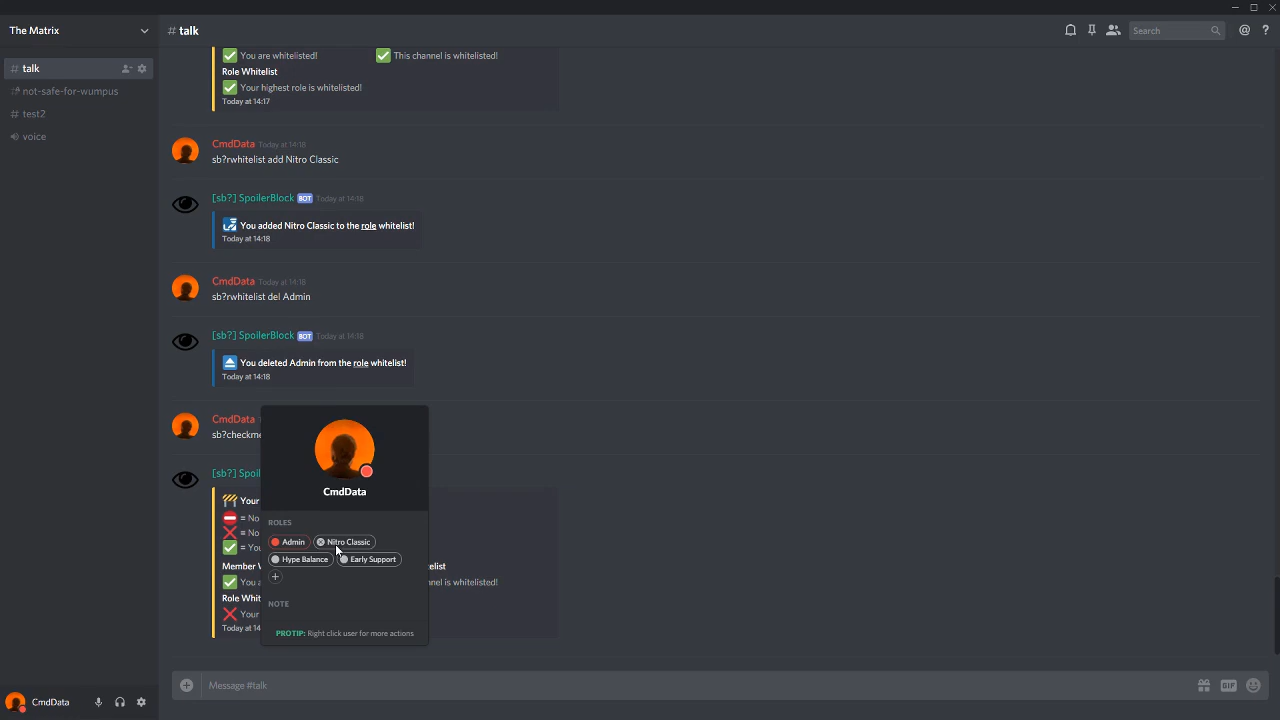 The Matrix
# talk
Search
@
?
# talk
not-safe-for-wumpus
# test2
voice
You are whitelisted!
This channel is whitelisted!
Role Whitelist
Your highest role is whitelisted!
Today at 14:17
CmdData Today at 14:18
sb?rwhitelist add Nitro Classic
[sb?] SpoilerBlock BOT Today at 14:18
You added Nitro Classic to the role whitelist!
Today at 14:18
CmdData Today at 14:18
sb?rwhitelist del Admin
[sb?] SpoilerBlock BOT Today at 14:18
You deleted Admin from the role whitelist!
Today at 14:18
CmdData
sb?checkme
[sb?] Spoil
Your
= No
= No
= Yo
Member W
elist
You a
nnel is whitelisted!
Role Whit
Your
Today at 14
CmdData
ROLES
Admin
Nitro Classic
Hype Balance
Early Support
+
NOTE
PROTIP: Right click user for more actions
Message #talk
GIF
CmdData